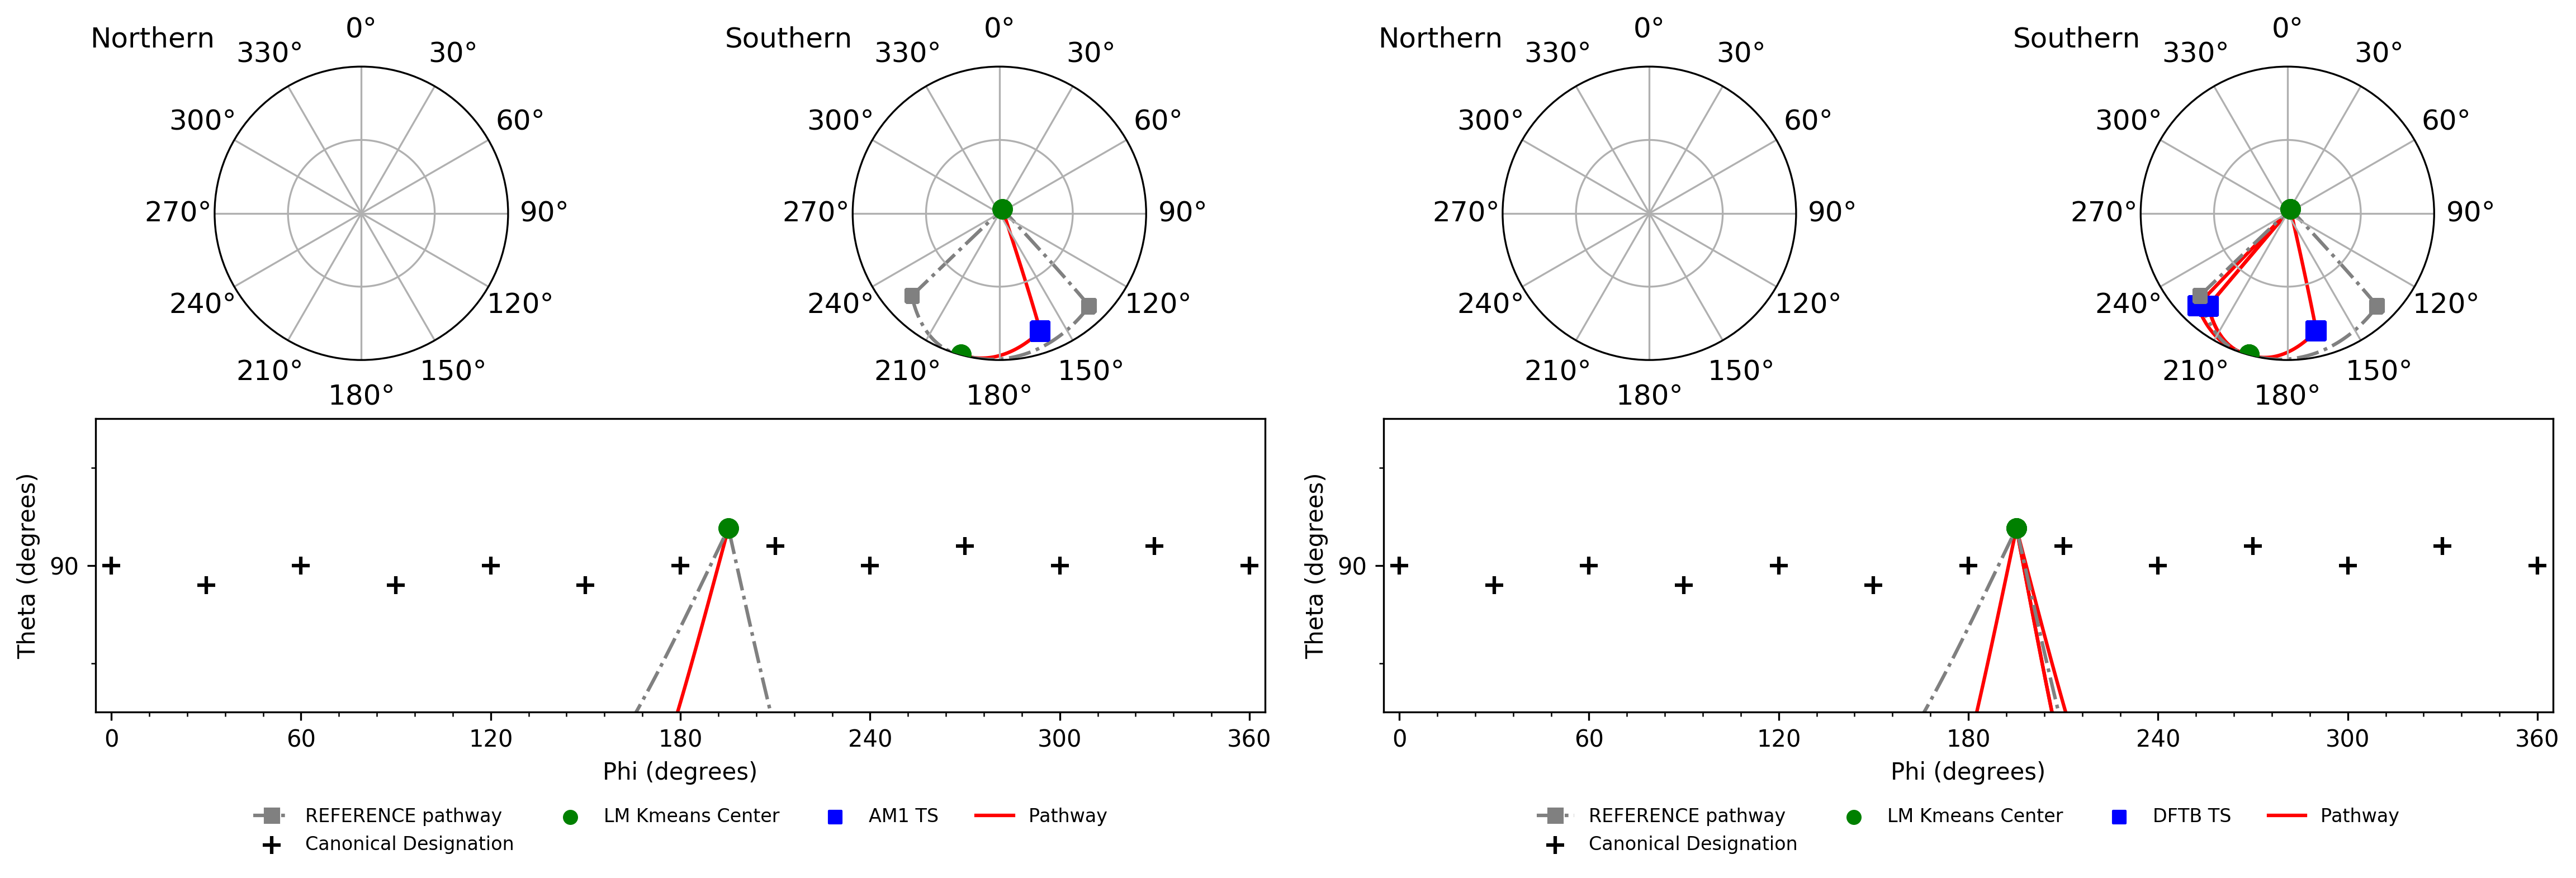 Northern
0°
330°
30°
300°
60°
270°
90°
240°
120°
210°
150°
180°
Southern
0°
330°
30°
300°
60°
270°
90°
240°
120°
210°
150°
180°
90
Theta (degrees)
0 60 120 180 240 300 360
Phi (degrees)
REFERENCE pathway
LM Kmeans Center
AM1 TS
Pathway
Canonical Designation
Northern
0°
330°
30°
300°
60°
270°
90°
240°
120°
210°
150°
180°
Southern
0°
330°
30°
300°
60°
270°
90°
240°
120°
210°
150°
180°
90
Theta (degrees)
0 60 120 180 240 300 360
Phi (degrees)
REFERENCE pathway
LM Kmeans Center
DFTB TS
Pathway
Canonical Designation